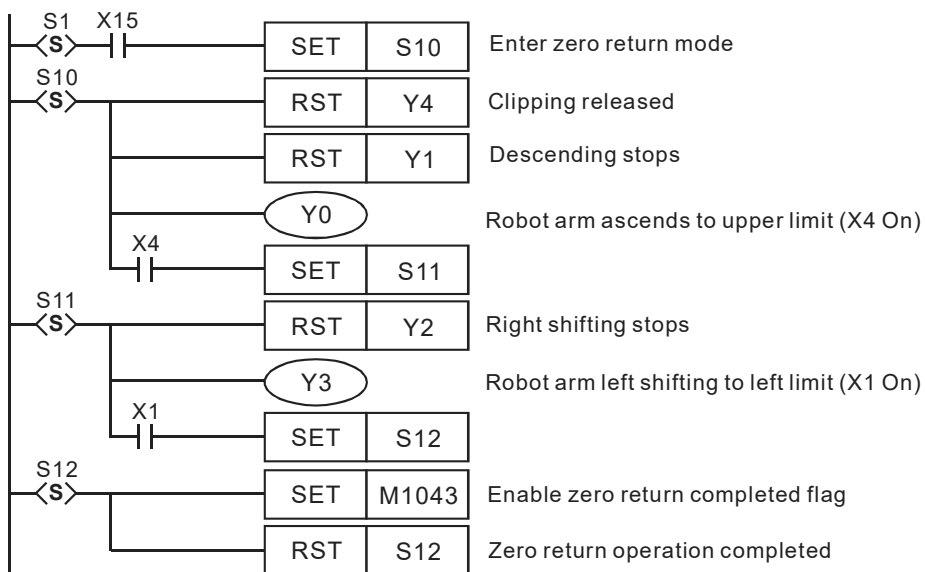 S1 X15
S SET S10 Enter zero return mode
S10
S RST Y4 Clipping released
RST Y1 Descending stops
Y0 Robot arm ascends to upper limit (X4 On)
X4
SET S11
S11
S RST Y2 Right shifting stops
Y3 Robot arm left shifting to left limit (X1 On)
X1
SET S12
S12
S SET M1043 Enable zero return completed flag
RST S12 Zero return operation completed